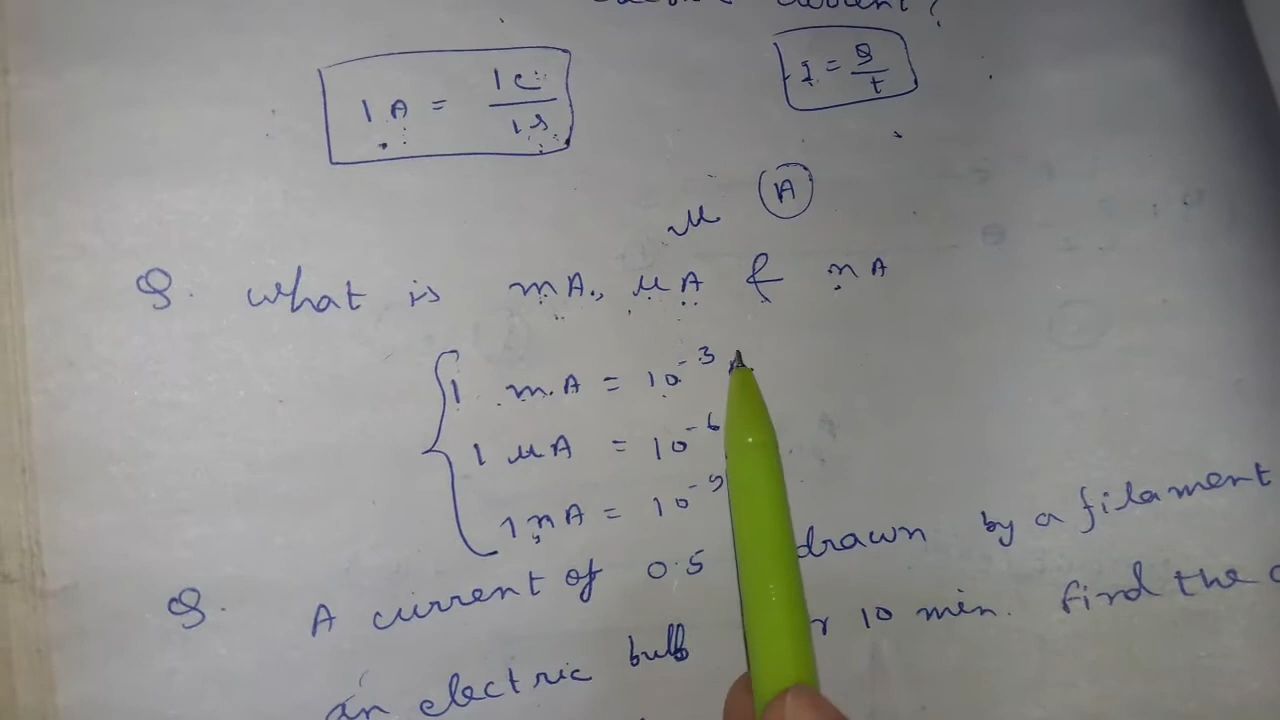 current?
1A = 1C / 1s
I = Q / t
μ A
Q. What is mA, μA & nA
1 mA = 10⁻³ A
1 μA = 10⁻⁶
1 nA = 10⁻⁹
Q. A current of 0.5 drawn by a filament
an electric bulb 10 min. find the